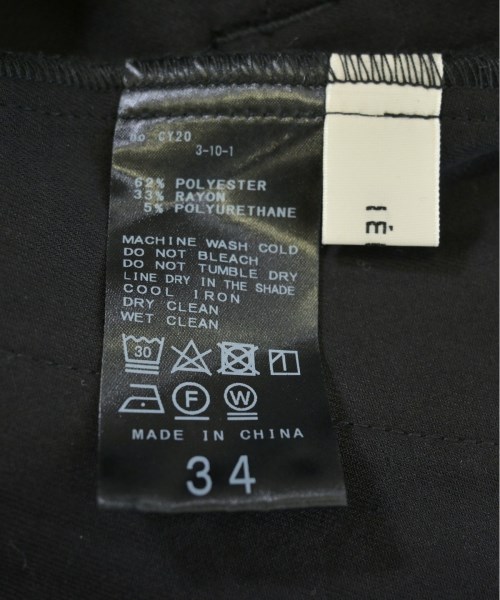 no CY20
3-10-1
62% POLYESTER
33% RAYON
5% POLYURETHANE
MACHINE WASH COLD
DO NOT BLEACH
DO NOT TUMBLE DRY
LINE DRY IN THE SHADE
COOL IRON
DRY CLEAN
WET CLEAN
30
F W
MADE IN CHINA
34